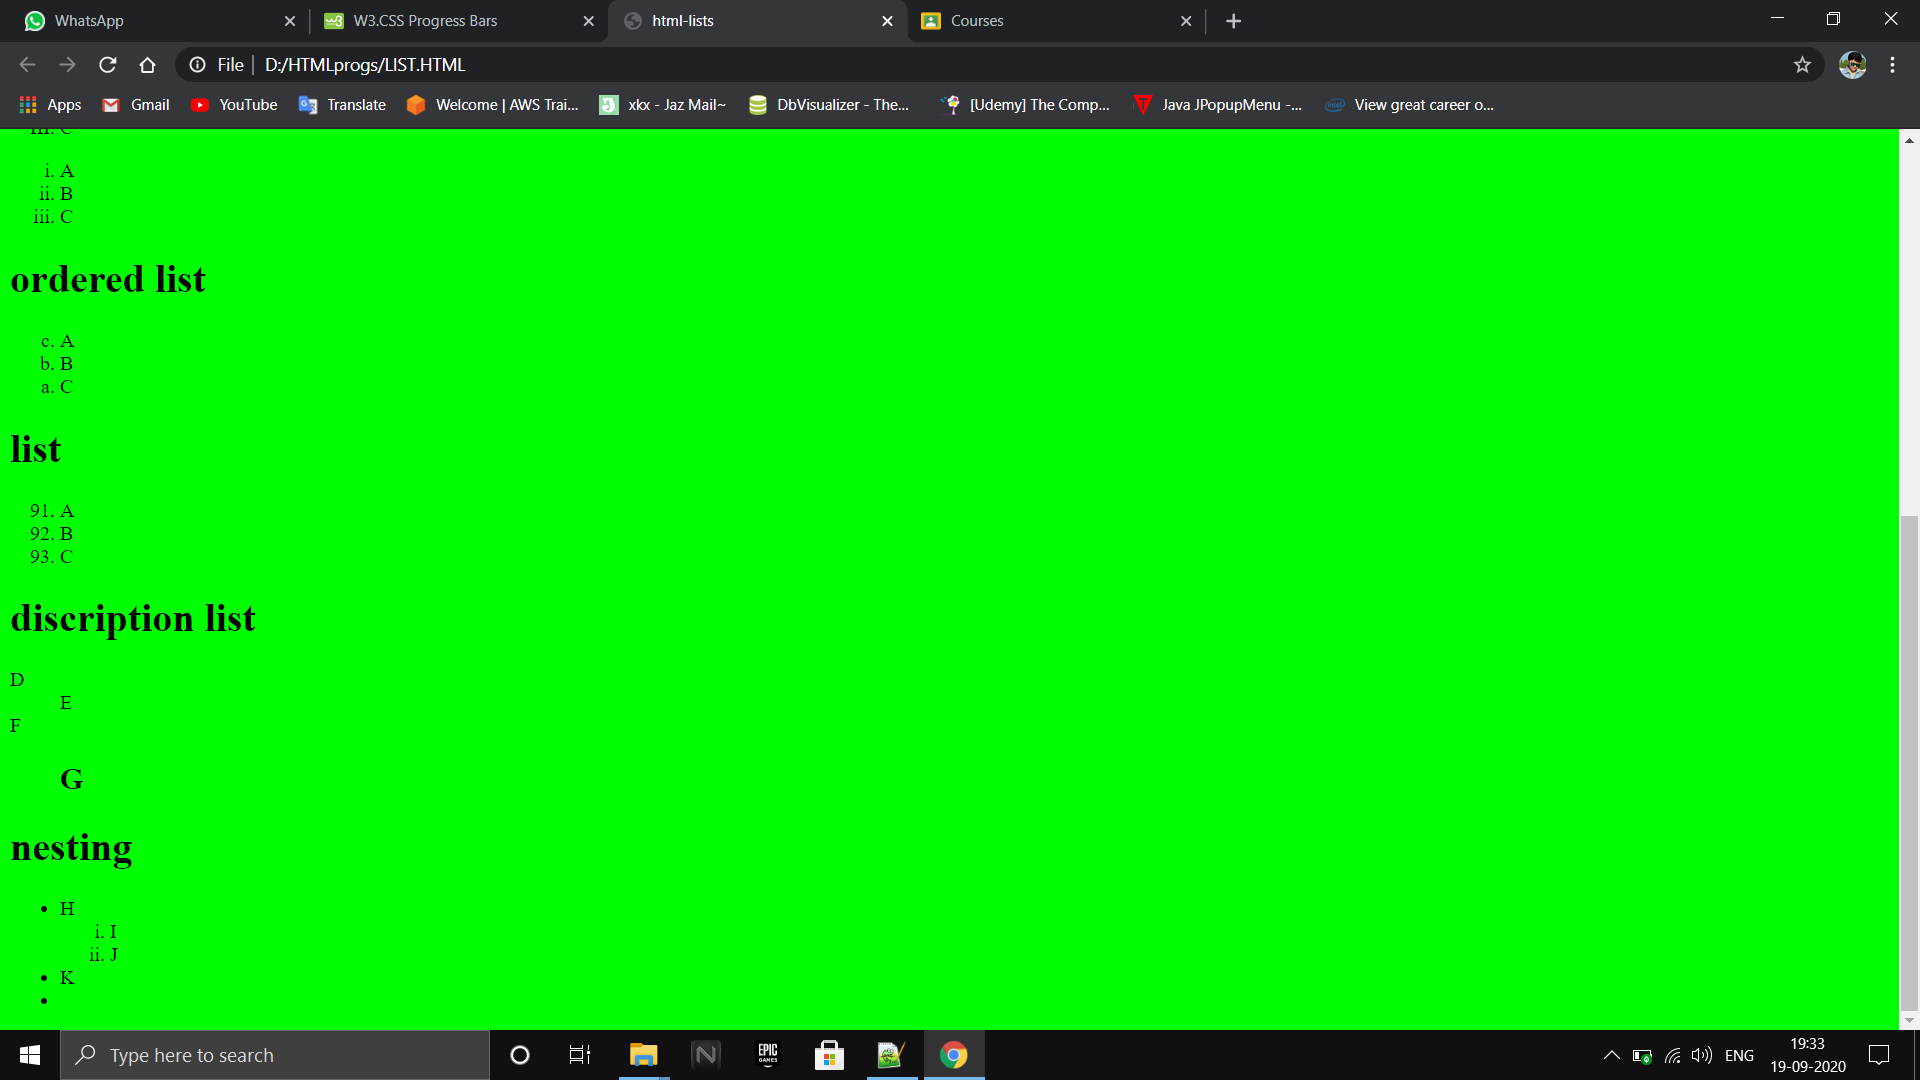 WhatsApp
W3.CSS Progress Bars
html-lists
Courses
File | D:/HTMLprogs/LIST.HTML
Apps
Gmail
YouTube
Translate
Welcome | AWS Trai...
xkx - Jaz Mail~
DbVisualizer - The...
[Udemy] The Comp...
Java JPopupMenu -...
View great career o...
iii. C
i. A
ii. B
iii. C
ordered list
c. A
b. B
a. C
list
91. A
92. B
93. C
discription list
D
E
F
G
nesting
• H
i. I
ii. J
• K
•
Type here to search
EPIC
GAMES
ENG
19:33
19-09-2020